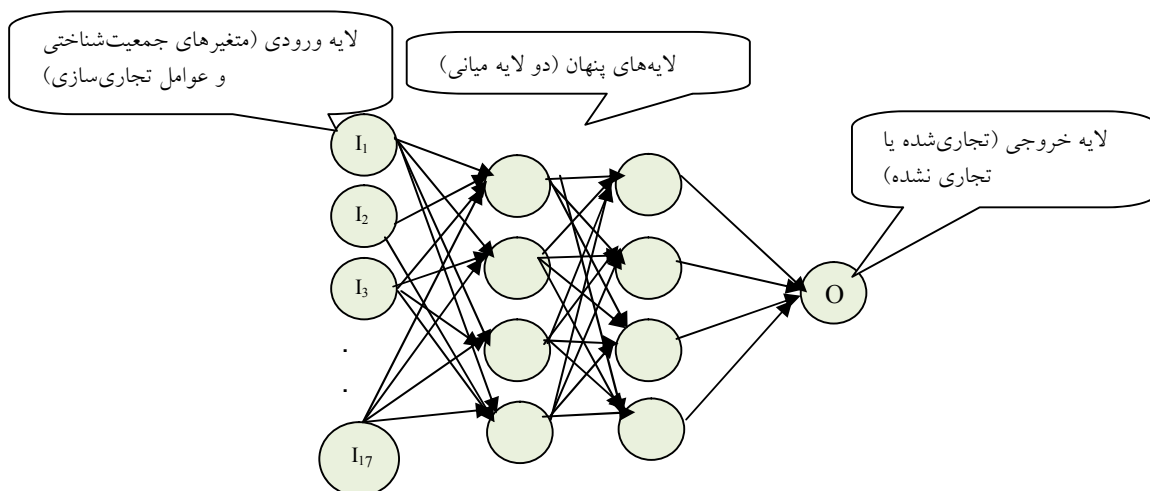 لایه ورودی (متغیرهای جمعیت‌شناختی
و عوامل تجاری‌سازی)
لایه‌های پنهان (دو لایه میانی)
لایه خروجی (تجاری‌شده یا
تجاری نشده)
I1
I2
I3
.
.
I17
O